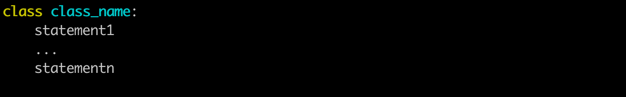 class class_name:
    statement1
    ...
    statementn